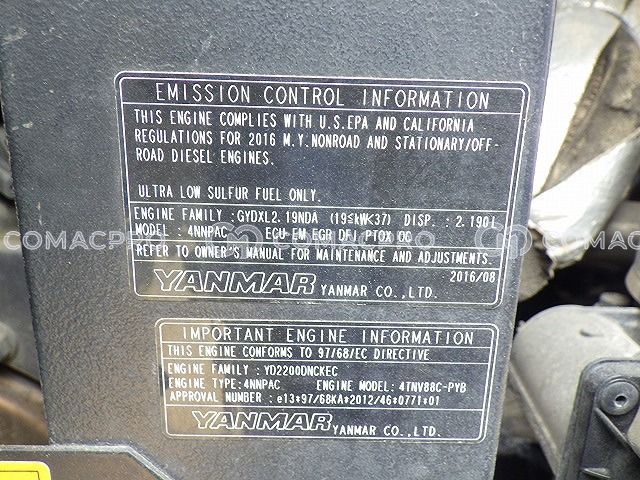 EMISSION CONTROL INFORMATION
THIS ENGINE COMPLIES WITH U.S.EPA AND CALIFORNIA
REGULATIONS FOR 2016 M.Y.NONROAD AND STATIONARY/OFF-
ROAD DIESEL ENGINES.
ULTRA LOW SULFUR FUEL ONLY.
ENGINE FAMILY : GYDXL2.19NDA (19≤kW<37) DISP. : 2.190L
MODEL : 4NNPAC ECU EM EGR DFI PTOX OC
REFER TO OWNER'S MANUAL FOR MAINTENANCE AND ADJUSTMENTS.
2016/08
YANMAR YANMAR CO.,LTD.
IMPORTANT ENGINE INFORMATION
THIS ENGINE CONFORMS TO 97/68/EC DIRECTIVE
ENGINE FAMILY : YD2200DNCKEC
ENGINE TYPE:4NNPAC ENGINE MODEL: 4TNV88C-PYB
APPROVAL NUMBER : e13*97/68KA*2012/46*0771*01
YANMAR YANMAR CO.,LTD.